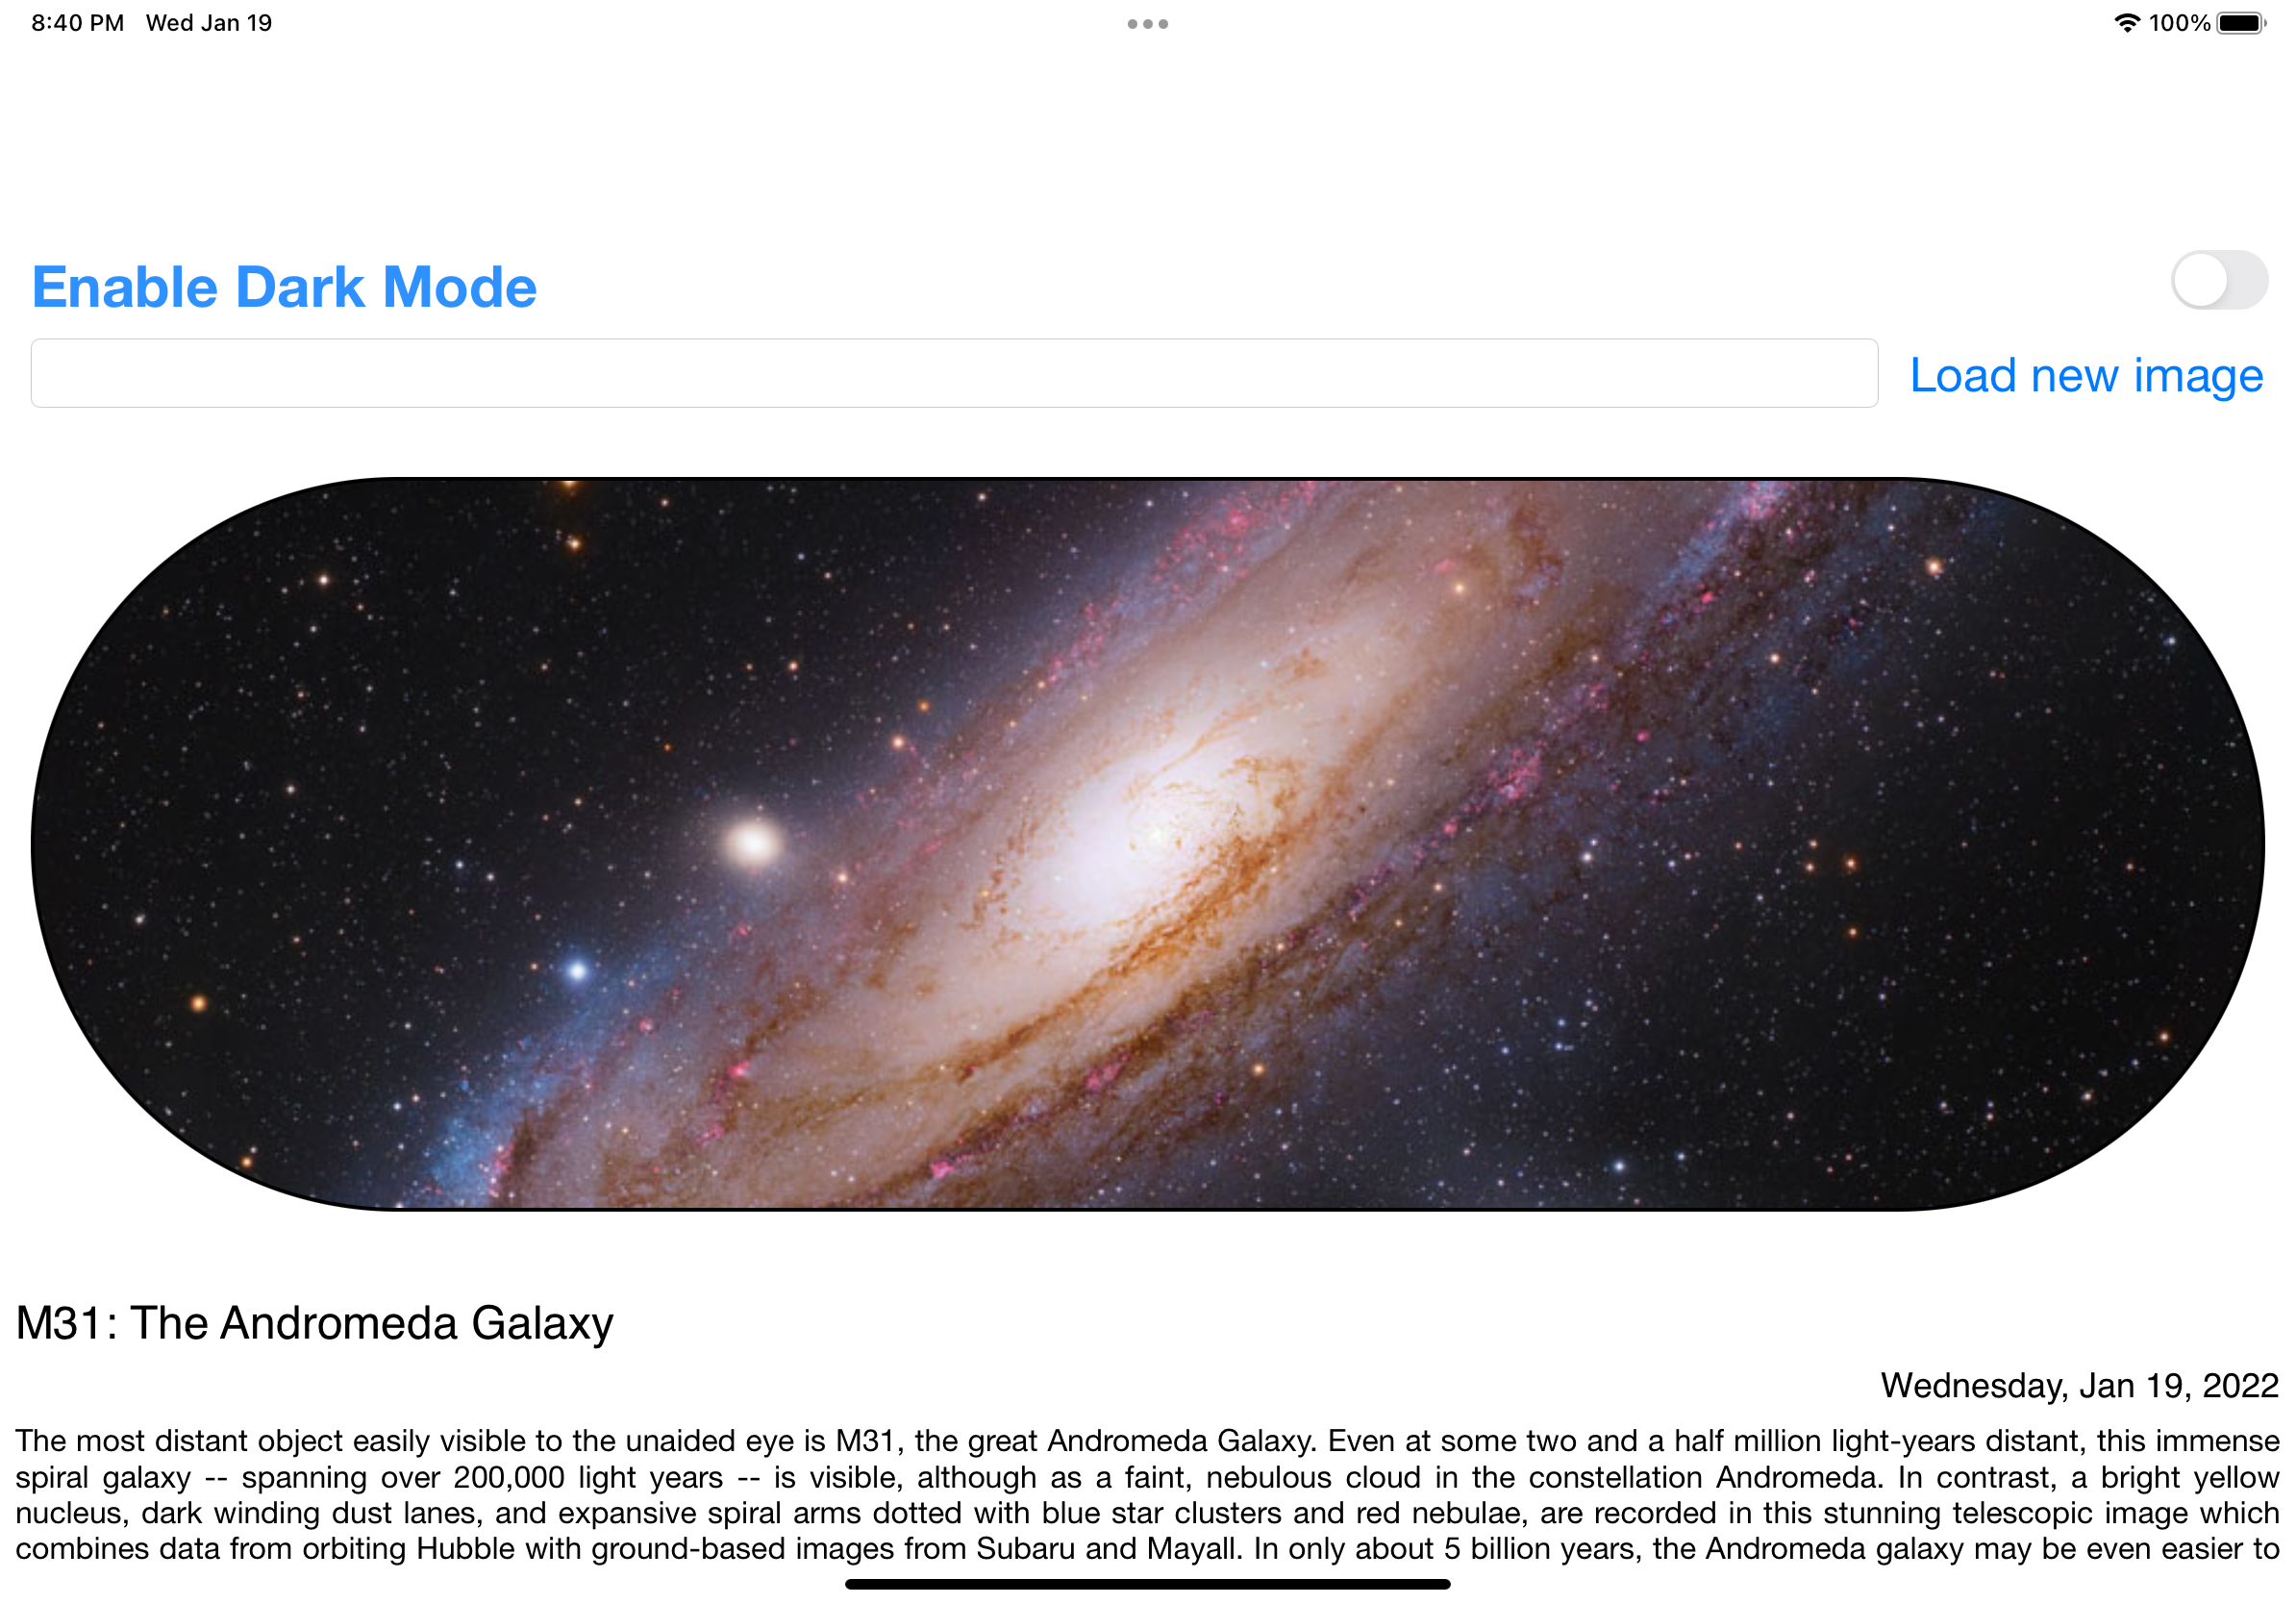 8:40 PM Wed Jan 19
100%
Enable Dark Mode
Load new image
M31: The Andromeda Galaxy
Wednesday, Jan 19, 2022
The most distant object easily visible to the unaided eye is M31, the great Andromeda Galaxy. Even at some two and a half million light-years distant, this immense
spiral galaxy -- spanning over 200,000 light years -- is visible, although as a faint, nebulous cloud in the constellation Andromeda. In contrast, a bright yellow
nucleus, dark winding dust lanes, and expansive spiral arms dotted with blue star clusters and red nebulae, are recorded in this stunning telescopic image which
combines data from orbiting Hubble with ground-based images from Subaru and Mayall. In only about 5 billion years, the Andromeda galaxy may be even easier to